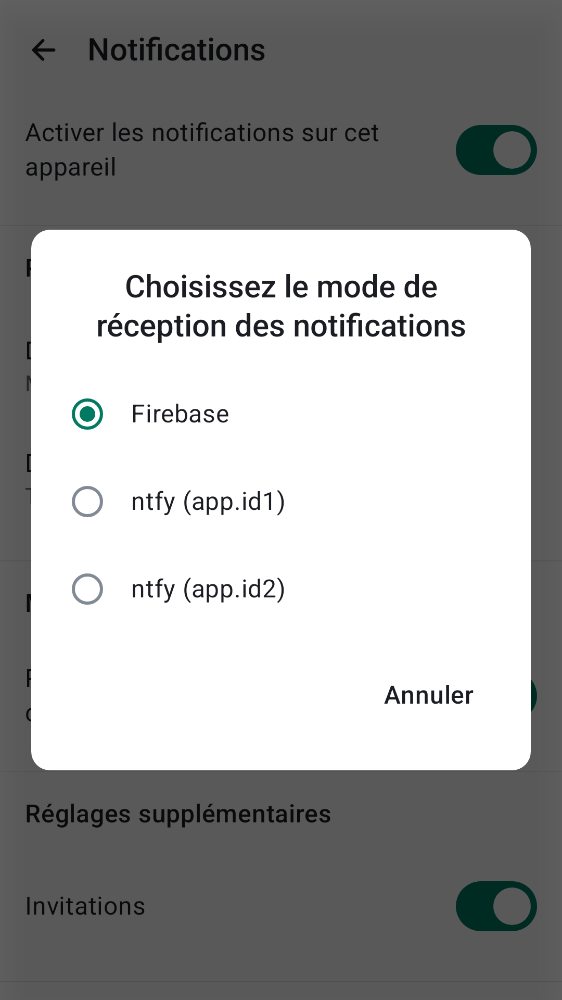 Notifications
Activer les notifications sur cet
appareil
Choisissez le mode de
réception des notifications
Firebase
ntfy (app.id1)
ntfy (app.id2)
Annuler
Réglages supplémentaires
Invitations